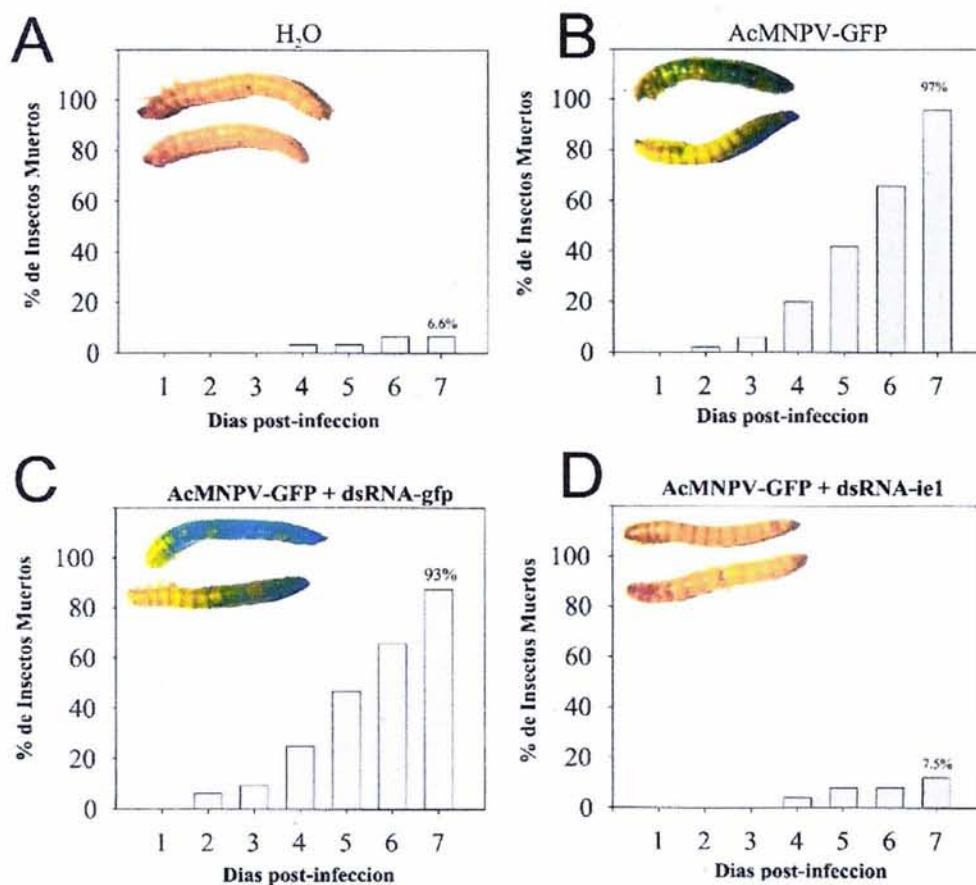 A
H₂O
% de Insectos Muertos
100
80
60
40
20
0
6.6%
1 2 3 4 5 6 7
Dias post-infeccion
B
AcMNPV-GFP
% de Insectos Muertos
100
80
60
40
20
0
97%
1 2 3 4 5 6 7
Dias post-infeccion
C
AcMNPV-GFP + dsRNA-gfp
% de Insectos Muertos
100
80
60
40
20
0
93%
1 2 3 4 5 6 7
Dias post-infeccion
D
AcMNPV-GFP + dsRNA-ie1
% de Insectos Muertos
100
80
60
40
20
0
7.5%
1 2 3 4 5 6 7
Dias post-infeccion